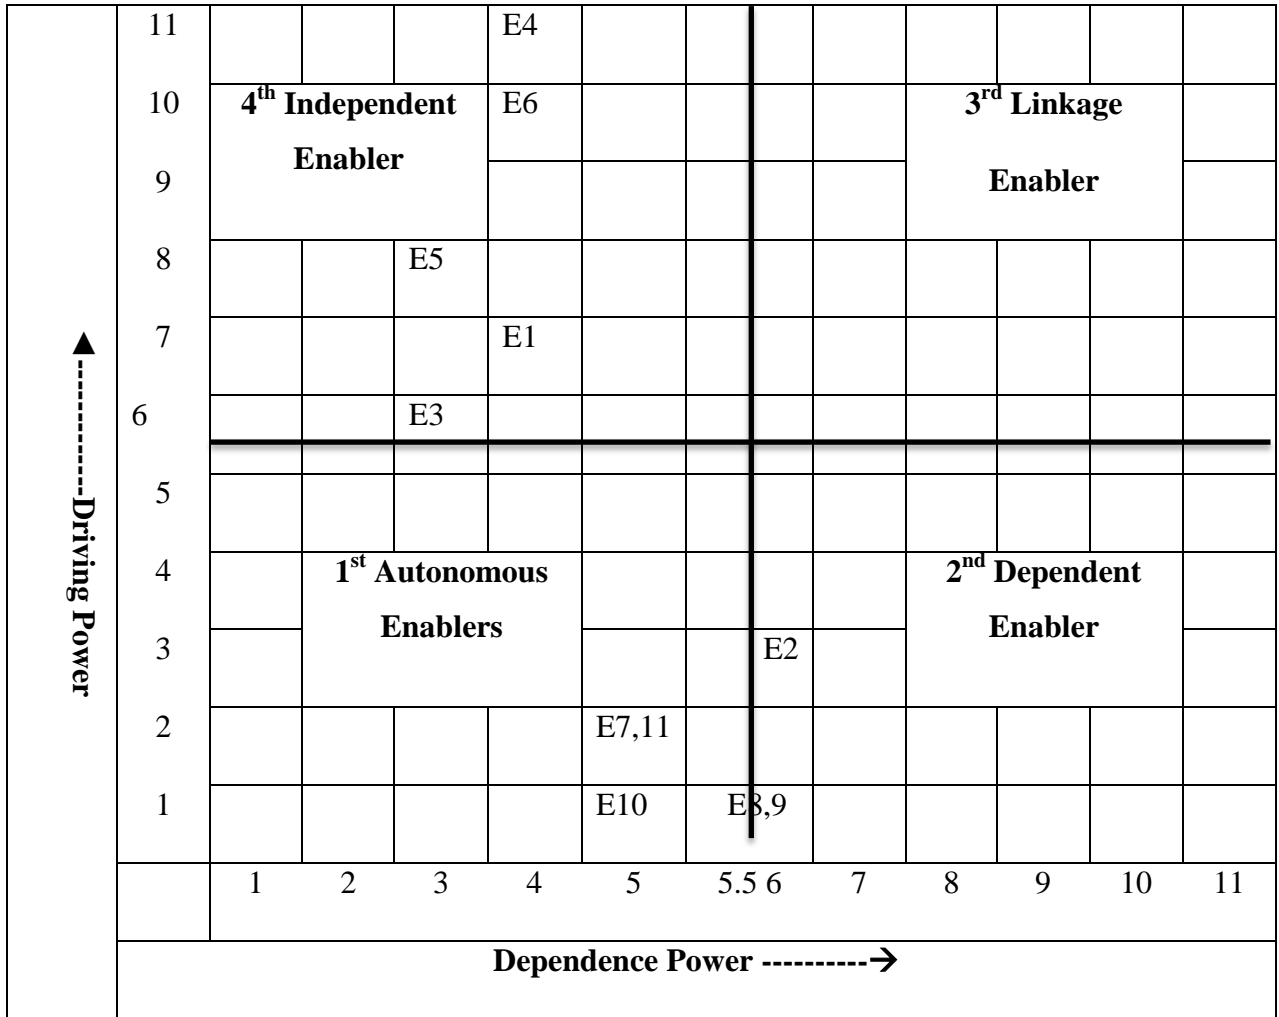 11 E4
10 4th Independent E6 3rd Linkage
Enabler
9 Enabler
8 E5
7 E1
6 E3
5
4 1st Autonomous 2nd Dependent
Enablers Enabler
3 E2
2 E7,11
1 E10 E8,9
1 2 3 4 5 5.5 6 7 8 9 10 11
Dependence Power ----------→
◄-------------Driving Power